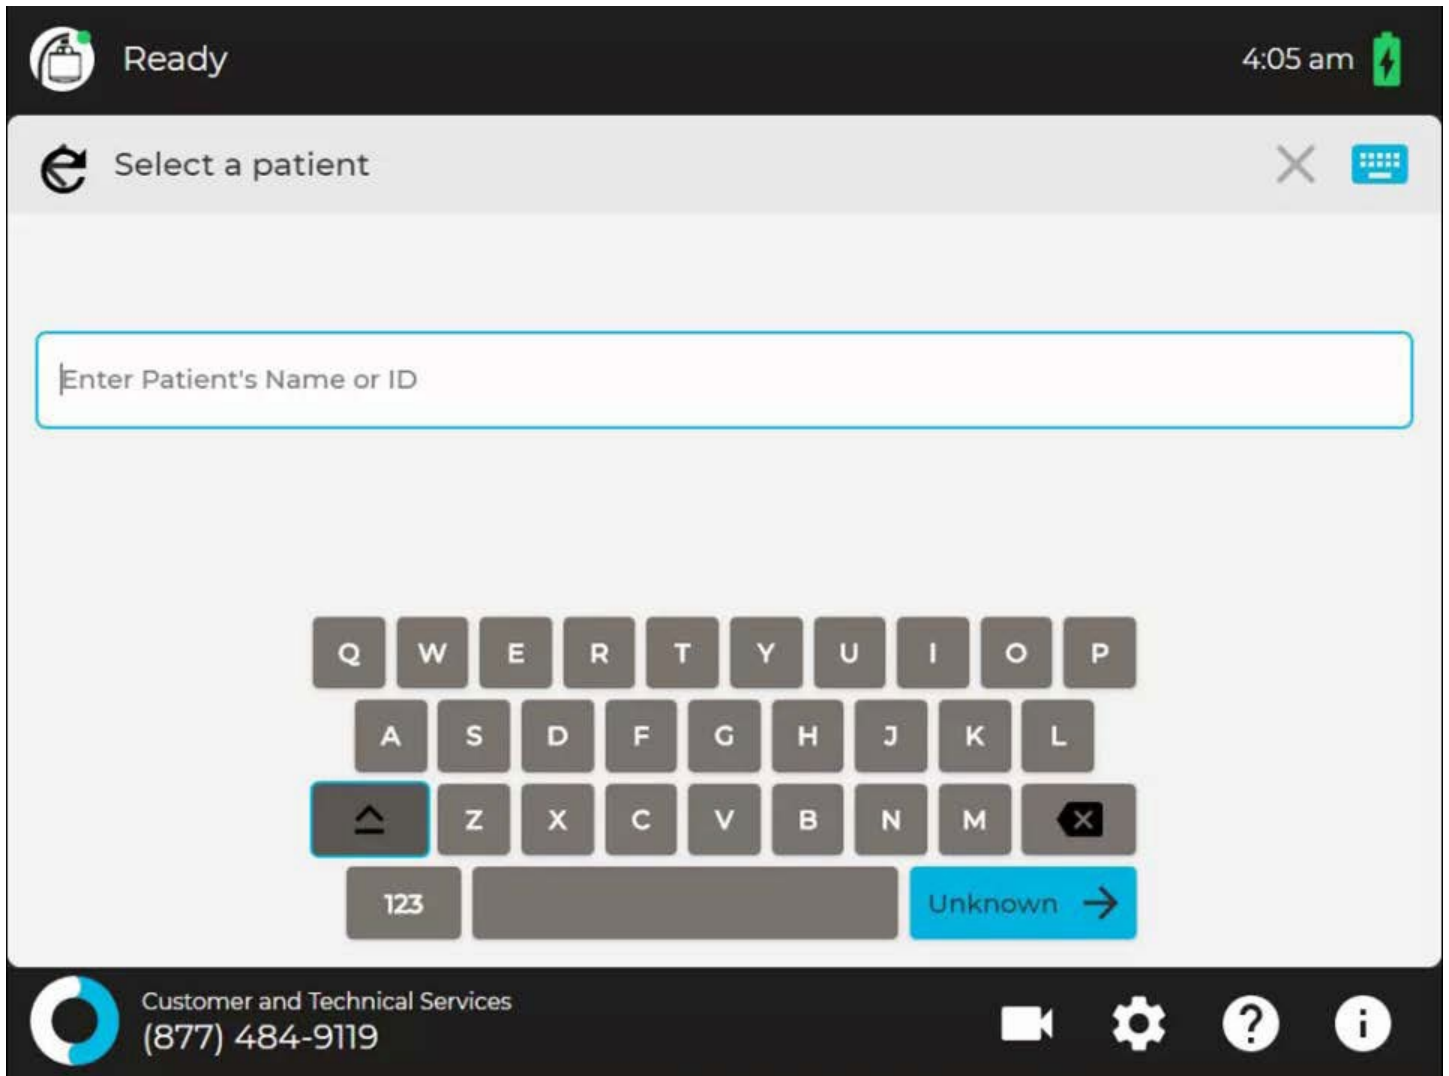 Ready
4:05 am
Select a patient
Enter Patient's Name or ID
Q W E R T Y U I O P
A S D F G H J K L
Z X C V B N M
123 Unknown
Customer and Technical Services
(877) 484-9119